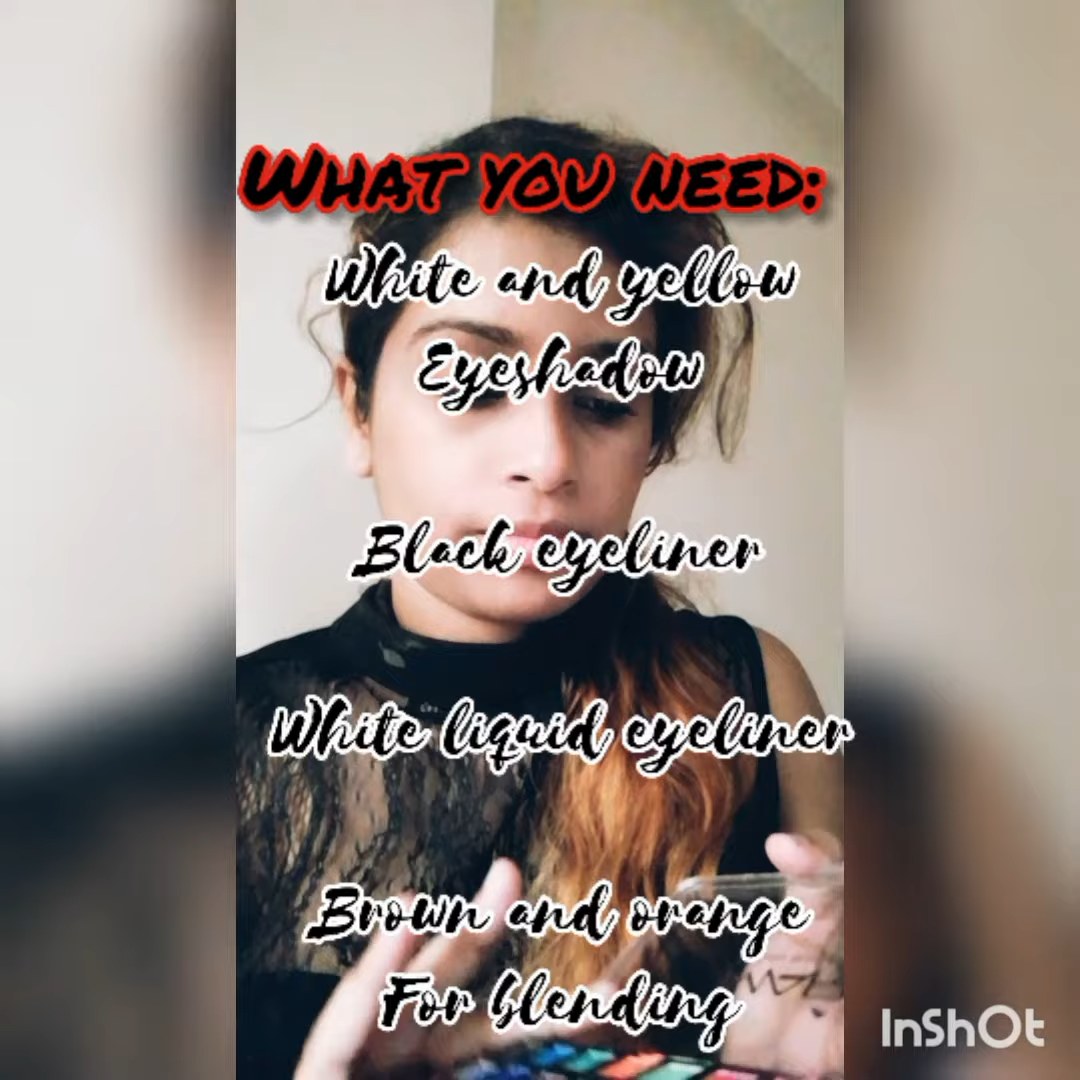 WHAT YOU NEED:
White and yellow
Eyeshadow
Black eyeliner
White liquid eyeliner
Brown and orange
For blending
InShOt